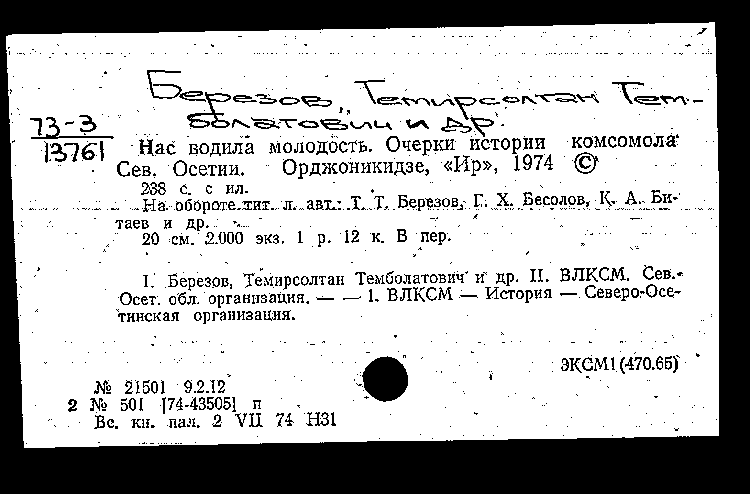 Березов, Темирсолтан Тем-
болатович и др.
73-3
13761
Нас водила молодость. Очерки истории комсомола
Сев. Осетии. Орджоникидзе, «Ир», 1974 ©
238 с. с ил.
На обороте тит. л. авт.: Т. Т. Березов, Г. Х. Бесолов, К. А. Би-
таев и др.
20 см. 2.000 экз. 1 р. 12 к. В пер.
I. Березов, Темирсолтан Темболатович и др. II. ВЛКСМ. Сев.-
Осет. обл. организация. — — 1. ВЛКСМ — История — Северо-Осе-
тинская организация.
ЭКСМ1(470.65)
№ 21501 9.2.12
2 № 501 [74-43505] п
Вс. кн. пал. 2 VII 74 Н31